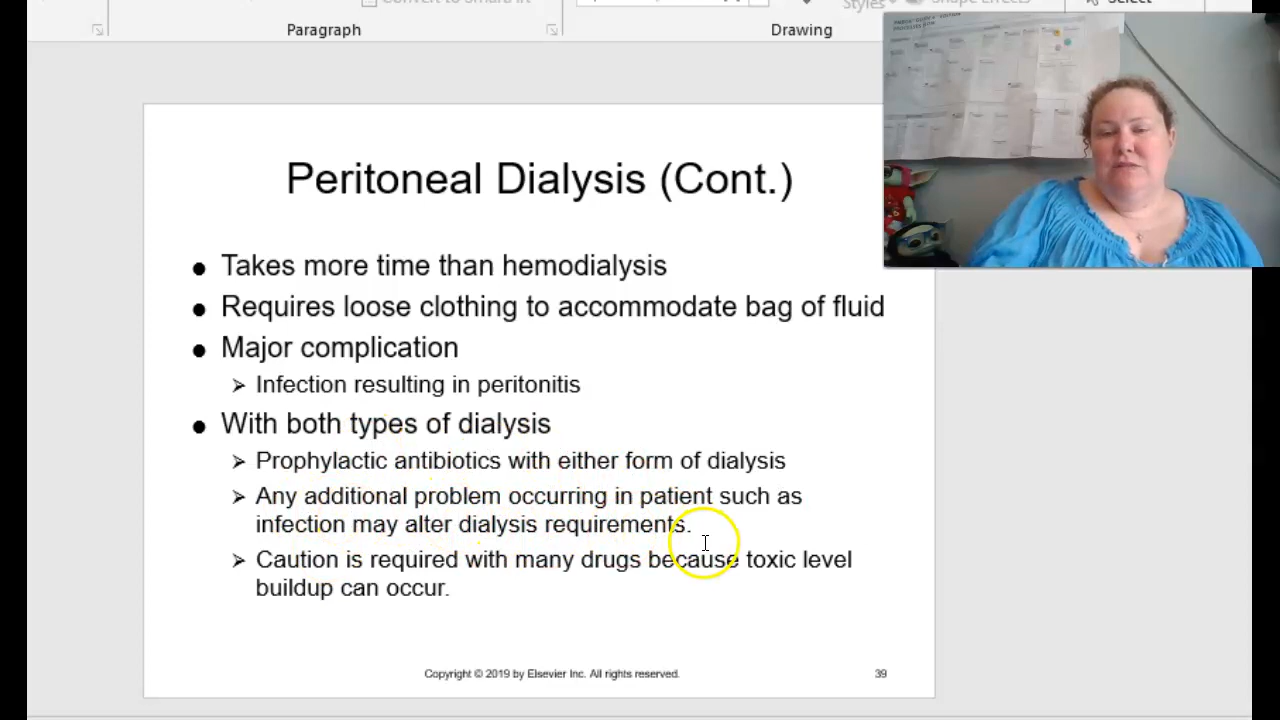 Convert to SmartArt
Styles
Shape Effects
Select
Paragraph
Drawing
Peritoneal Dialysis (Cont.)
● Takes more time than hemodialysis
● Requires loose clothing to accommodate bag of fluid
● Major complication
➢ Infection resulting in peritonitis
● With both types of dialysis
➢ Prophylactic antibiotics with either form of dialysis
➢ Any additional problem occurring in patient such as
infection may alter dialysis requirements.
➢ Caution is required with many drugs because toxic level
buildup can occur.
Copyright © 2019 by Elsevier Inc. All rights reserved.
39